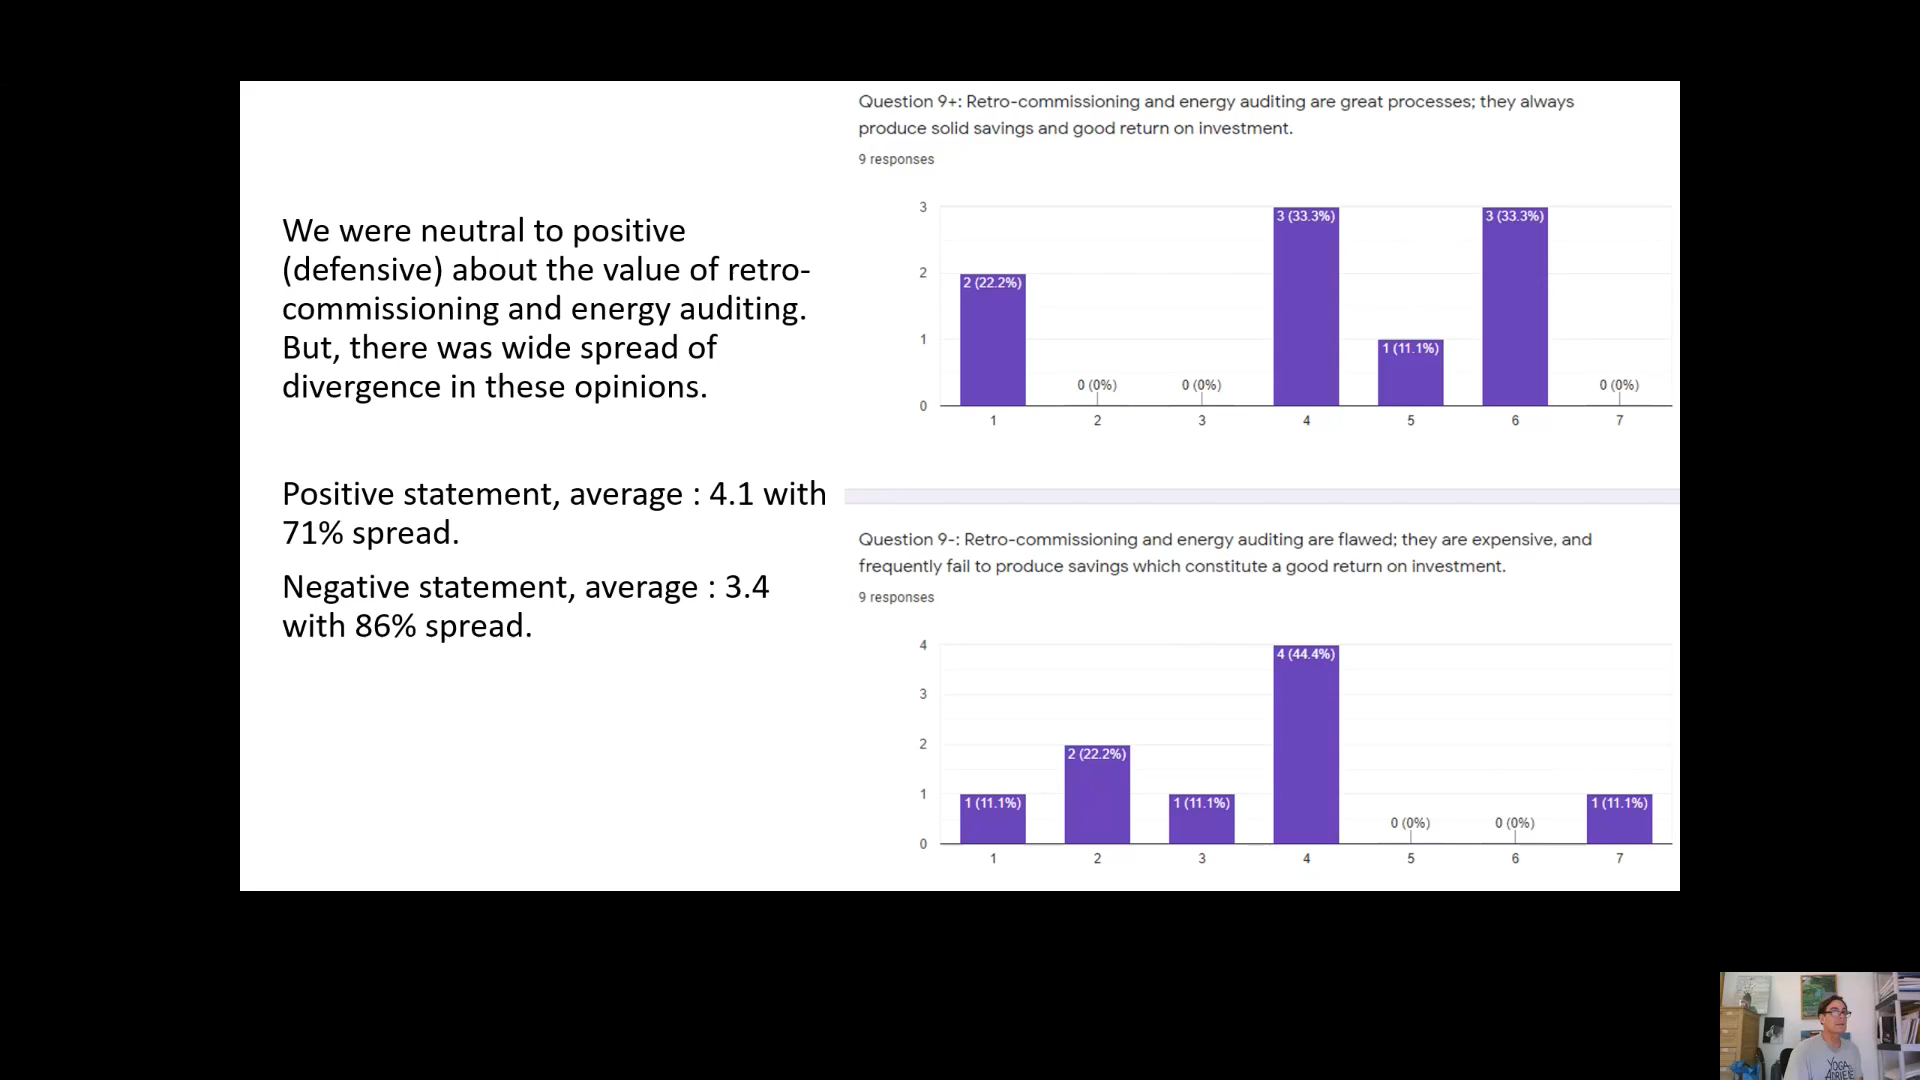 We were neutral to positive
(defensive) about the value of retro-
commissioning and energy auditing.
But, there was wide spread of
divergence in these opinions.
Positive statement, average : 4.1 with
71% spread.
Negative statement, average : 3.4
with 86% spread.
Question 9+: Retro-commissioning and energy auditing are great processes; they always
produce solid savings and good return on investment.
9 responses
3
2
1
0
2 (22.2%)
0 (0%)
0 (0%)
3 (33.3%)
1 (11.1%)
3 (33.3%)
0 (0%)
1 2 3 4 5 6 7
Question 9-: Retro-commissioning and energy auditing are flawed; they are expensive, and
frequently fail to produce savings which constitute a good return on investment.
9 responses
4
3
2
1
0
1 (11.1%)
2 (22.2%)
1 (11.1%)
4 (44.4%)
0 (0%)
0 (0%)
1 (11.1%)
1 2 3 4 5 6 7
YOGA